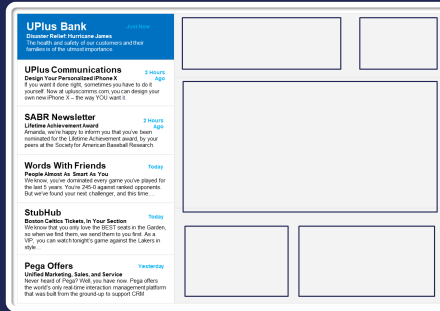 UPlus Bank
Just Now
Disaster Relief: Hurricane James
The health and safety of our customers and their
families is of the utmost importance.
UPlus Communications
3 Hours
Ago
Design Your Personalized iPhone X
If you want it done right, sometimes you have to do it
yourself. Now at upluscomms.com, you can design your
own new iPhone X – the way YOU want it.
SABR Newsletter
2 Hours
Ago
Lifetime Achievement Award
Amanda, we're happy to inform you that you've been
nominated for the Lifetime Achievement award, by your
peers at the Society for American Baseball Research.
Words With Friends
Today
People Almost As Smart As You
We know, you've dominated every game you've played for
the last 5 years. You're 245-0 against ranked opponents.
But we've found your next challenger, and this time....
StubHub
Today
Boston Celtics Tickets, In Your Section
We know that you only love the BEST seats in the Garden,
so when we find them, we send them to you first. As a
VIP, you can watch tonight's game against the Lakers in
style...
Pega Offers
Yesterday
Unified Marketing, Sales, and Service
Never heard of Pega? Well, you have now. Pega offers
the world's only real-time interaction management platform
that was built from the ground-up to support CRM